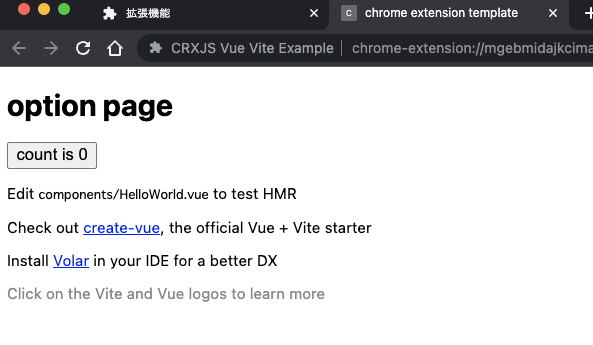 拡張機能
C chrome extension template
CRXJS Vue Vite Example | chrome-extension://mgebmidajkcima
option page
count is 0
Edit components/HelloWorld.vue to test HMR
Check out create-vue, the official Vue + Vite starter
Install Volar in your IDE for a better DX
Click on the Vite and Vue logos to learn more